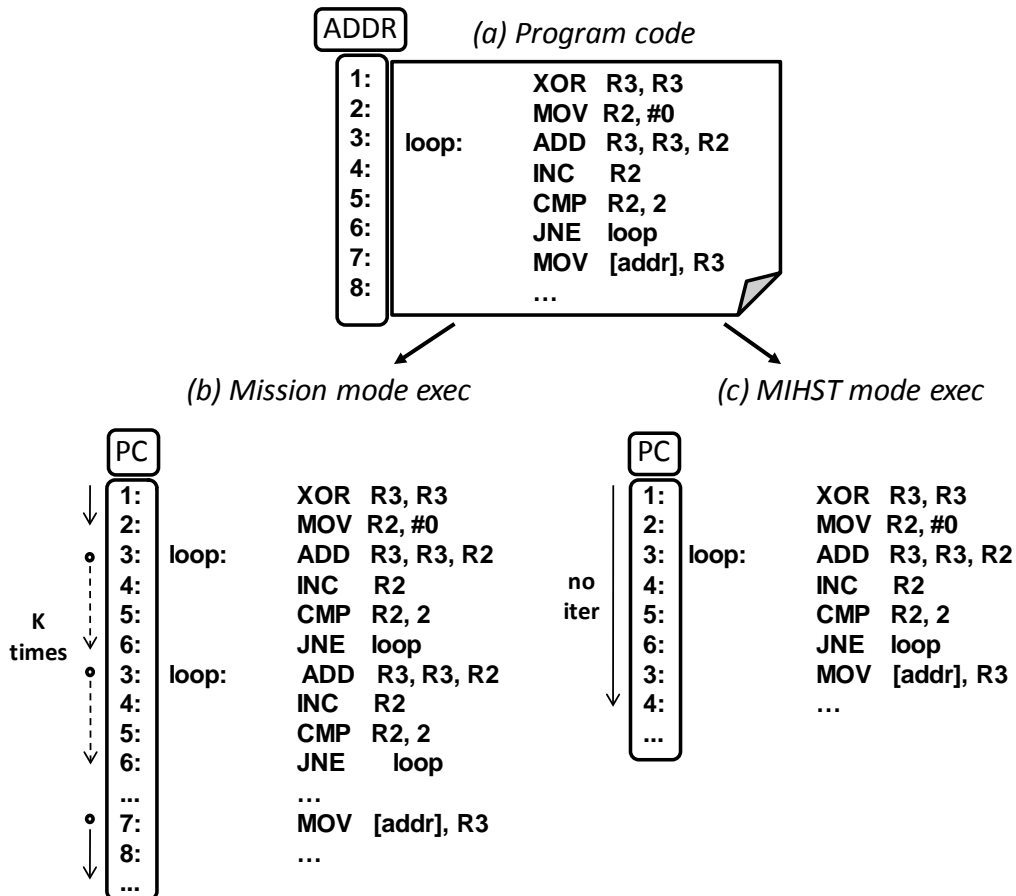 ADDR (a) Program code
1: XOR R3, R3
2: MOV R2, #0
3: loop: ADD R3, R3, R2
4: INC R2
5: CMP R2, 2
6: JNE loop
7: MOV [addr], R3
8: …
(b) Mission mode exec
PC
1: XOR R3, R3
2: MOV R2, #0
3: loop: ADD R3, R3, R2
4: INC R2
5: CMP R2, 2
6: JNE loop
3: loop: ADD R3, R3, R2
4: INC R2
5: CMP R2, 2
6: JNE loop
... …
7: MOV [addr], R3
8: …
...
K
times
(c) MIHST mode exec
PC
1: XOR R3, R3
2: MOV R2, #0
3: loop: ADD R3, R3, R2
4: INC R2
5: CMP R2, 2
6: JNE loop
3: MOV [addr], R3
4: …
...
no
iter